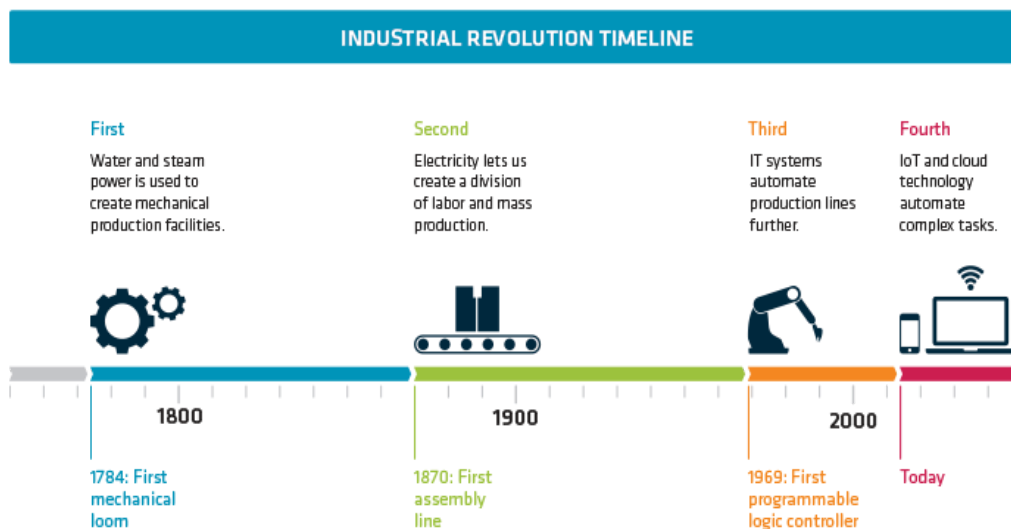 INDUSTRIAL REVOLUTION TIMELINE
First
Water and steam
power is used to
create mechanical
production facilities.
Second
Electricity lets us
create a division
of labor and mass
production.
Third
IT systems
automate
production lines
further.
Fourth
IoT and cloud
technology
automate
complex tasks.
1800
1900
2000
1784: First
mechanical
loom
1870: First
assembly
line
1969: First
programmable
logic controller
Today